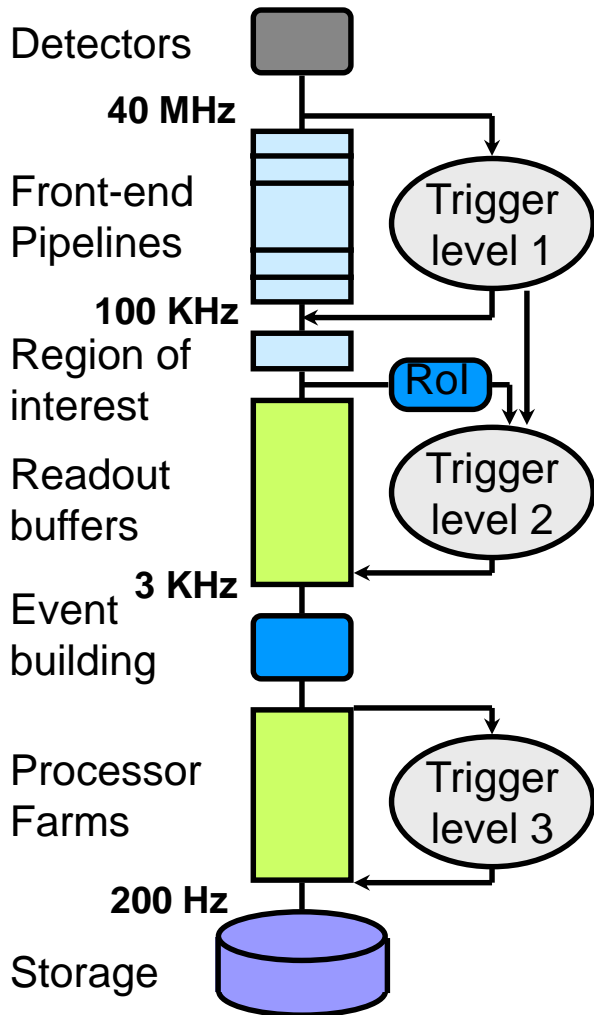 Detectors
40 MHz
Front-end
Pipelines
Trigger
level 1
100 KHz
Region of
interest
RoI
Readout
buffers
Trigger
level 2
3 KHz
Event
building
Processor
Farms
Trigger
level 3
200 Hz
Storage